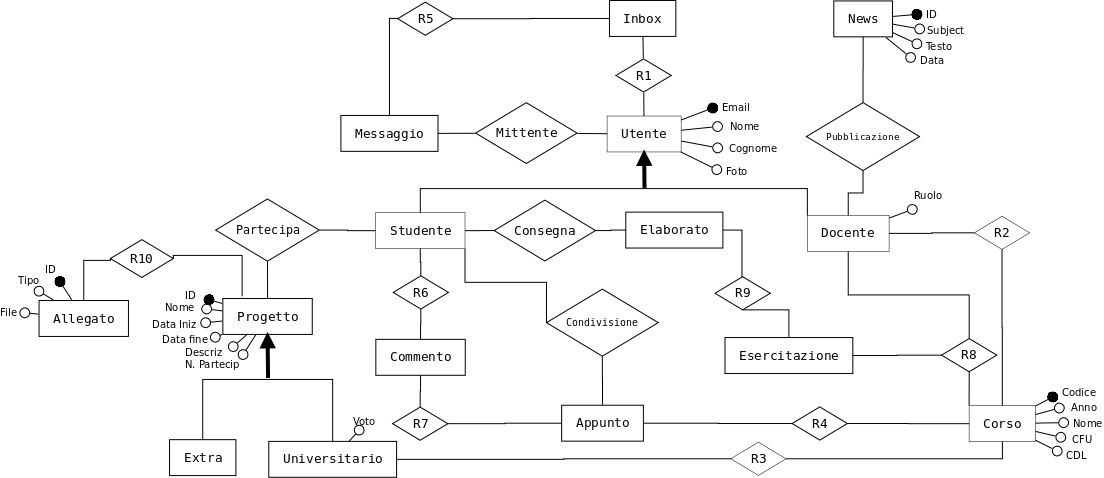 R5
Inbox
News
ID
Subject
Testo
Data
R1
Email
Nome
Cognome
Foto
Messaggio
Mittente
Utente
Pubblicazione
Ruolo
Partecipa
Studente
Consegna
Elaborato
Docente
R2
R10
ID
Tipo
File
Allegato
ID
Nome
Data Iniz
Data fine
Descriz
N. Partecip
Progetto
R6
Condivisione
R9
Commento
Esercitazione
R8
Voto
R7
Appunto
R4
Corso
Codice
Anno
Nome
CFU
CDL
Extra
Universitario
R3